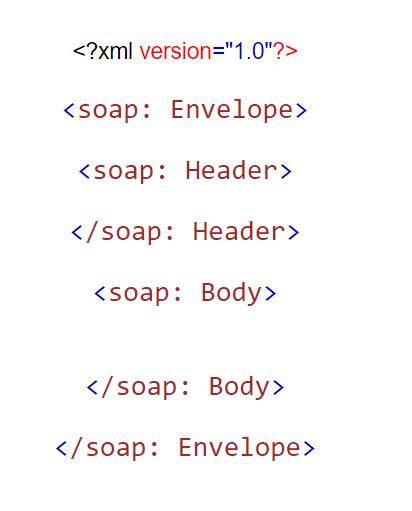 <?xml version="1.0"?>
<soap: Envelope>
<soap: Header>
</soap: Header>
<soap: Body>
</soap: Body>
</soap: Envelope>